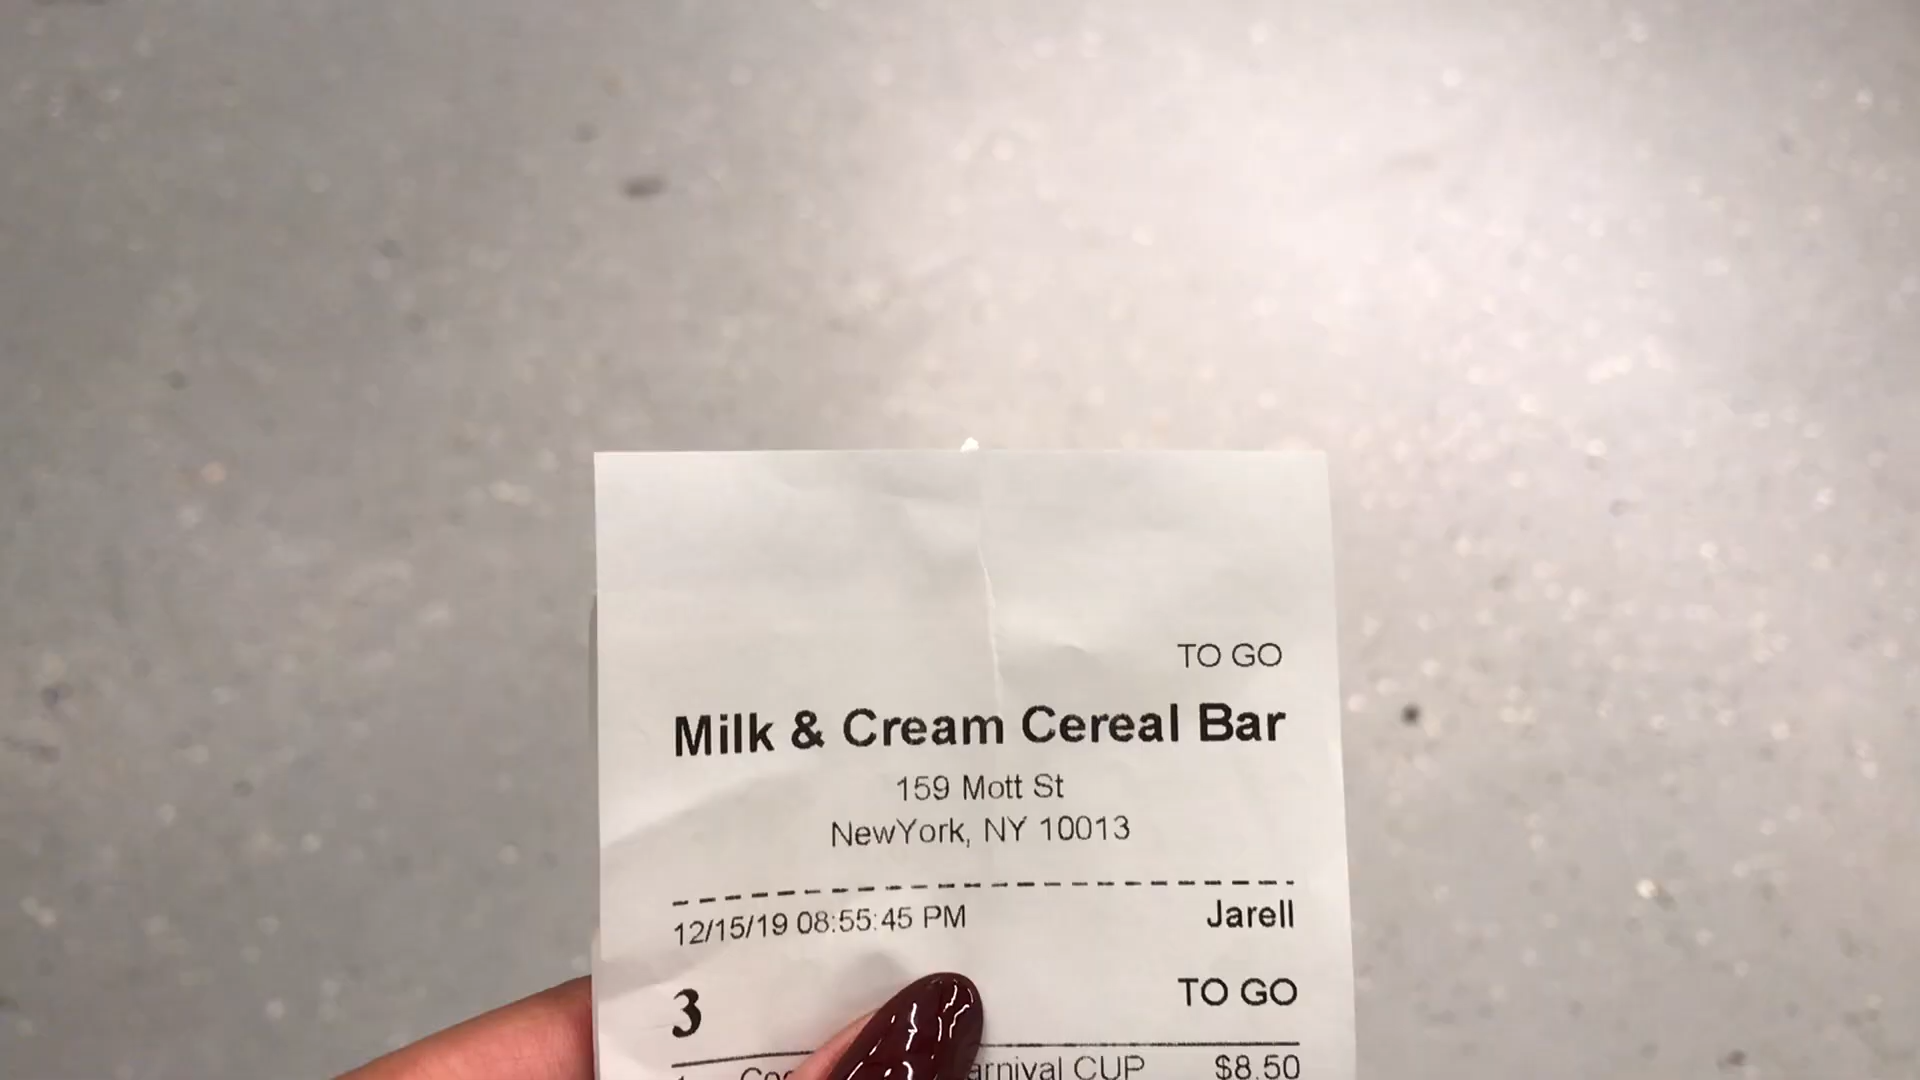 TO GO
Milk & Cream Cereal Bar
159 Mott St
NewYork, NY 10013
12/15/19 08:55:45 PM Jarell
3 TO GO
CUP $8.50